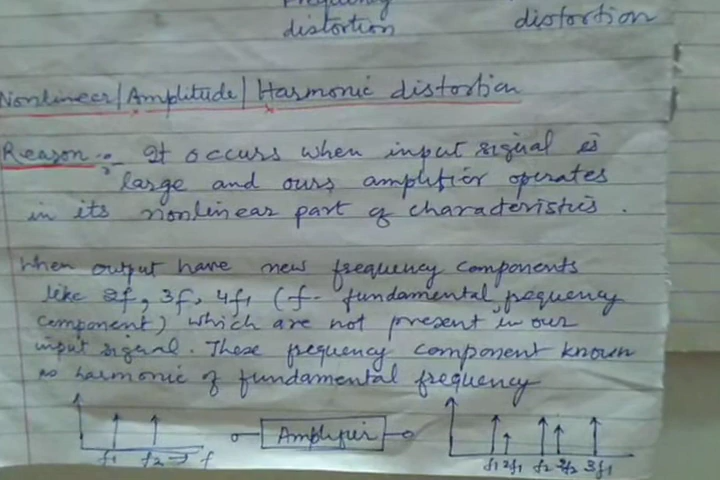 Frequency
distortion distortion
Nonlinear/Amplitude/Harmonic distortion
Reason :- It occurs when input signal is
large and ours amplifier operates
in its nonlinear part of characteristics .
When output have new frequency components
like 2f, 3f, 4f, (f - fundamental frequency
component) which are not present in our
input signal. These frequency component known
as harmonic of fundamental frequency
Amplifier
f1 f2 → f f1 2f1 f2 2f2 3f1